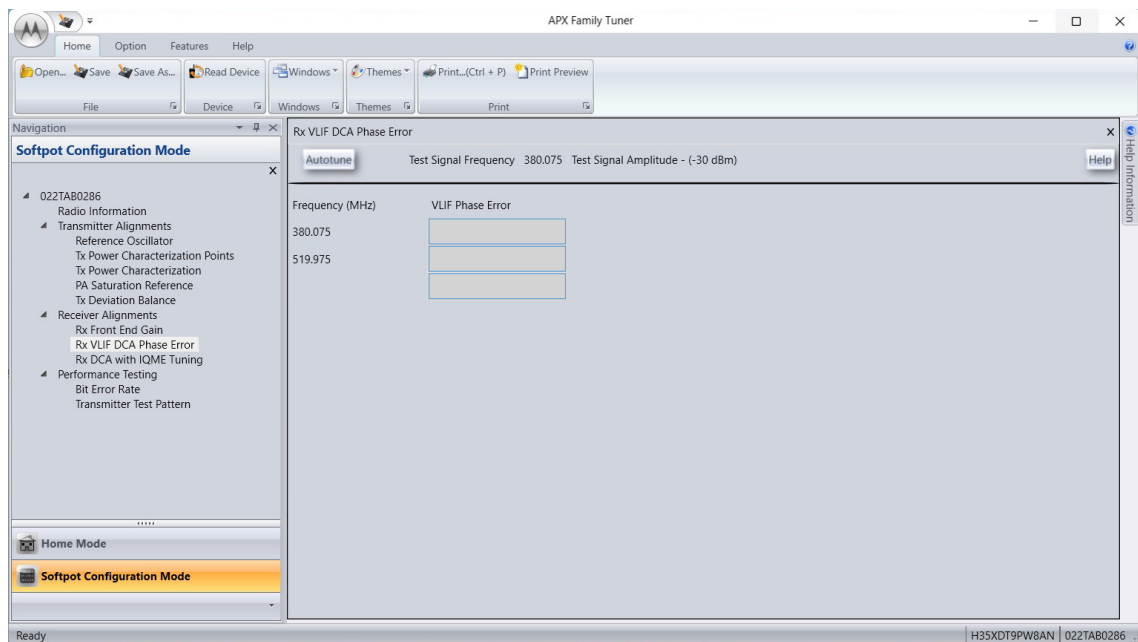 APX Family Tuner
Home Option Features Help
Open... Save Save As... Read Device Windows Themes Print...(Ctrl + P) Print Preview
File Device Windows Themes Print
Navigation
Softpot Configuration Mode
022TAB0286
Radio Information
Transmitter Alignments
Reference Oscillator
Tx Power Characterization Points
Tx Power Characterization
PA Saturation Reference
Tx Deviation Balance
Receiver Alignments
Rx Front End Gain
Rx VLIF DCA Phase Error
Rx DCA with IQME Tuning
Performance Testing
Bit Error Rate
Transmitter Test Pattern
Home Mode
Softpot Configuration Mode
Rx VLIF DCA Phase Error
Autotune Test Signal Frequency 380.075 Test Signal Amplitude - (-30 dBm) Help
Frequency (MHz) VLIF Phase Error
380.075
519.975
Help Information
Ready H35XDT9PW8AN 022TAB0286